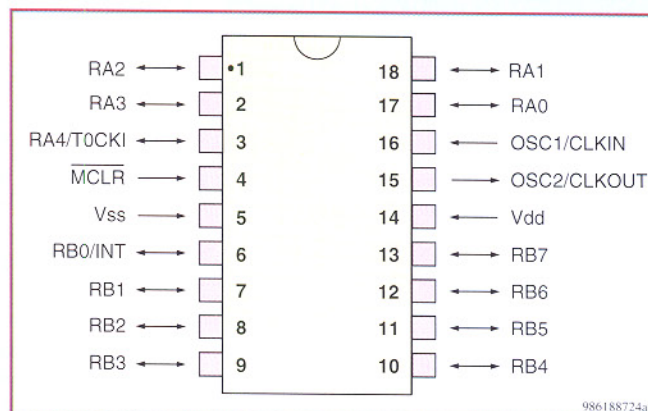 RA2 •1 18 RA1
RA3 2 17 RA0
RA4/T0CKI 3 16 OSC1/CLKIN
MCLR 4 15 OSC2/CLKOUT
Vss 5 14 Vdd
RB0/INT 6 13 RB7
RB1 7 12 RB6
RB2 8 11 RB5
RB3 9 10 RB4
986188724a